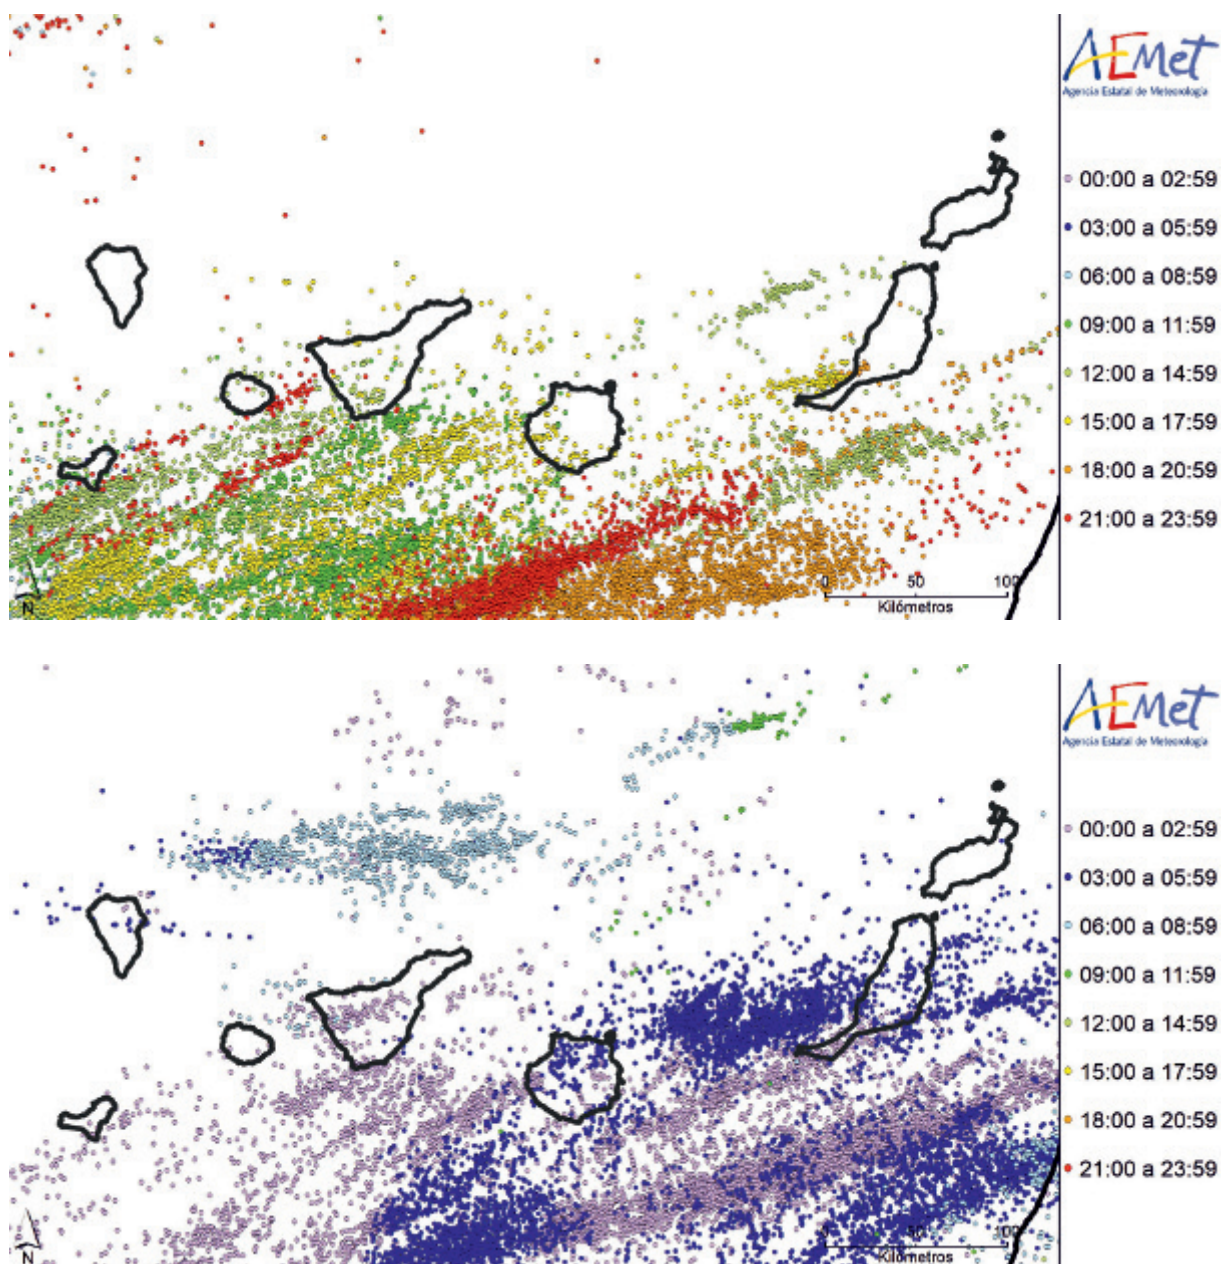 AEMet
Agencia Estatal de Meteorología
00:00 a 02:59
03:00 a 05:59
06:00 a 08:59
09:00 a 11:59
12:00 a 14:59
15:00 a 17:59
18:00 a 20:59
21:00 a 23:59
0 50 100
Kilómetros
N
AEMet
Agencia Estatal de Meteorología
00:00 a 02:59
03:00 a 05:59
06:00 a 08:59
09:00 a 11:59
12:00 a 14:59
15:00 a 17:59
18:00 a 20:59
21:00 a 23:59
0 50 100
Kilómetros
N